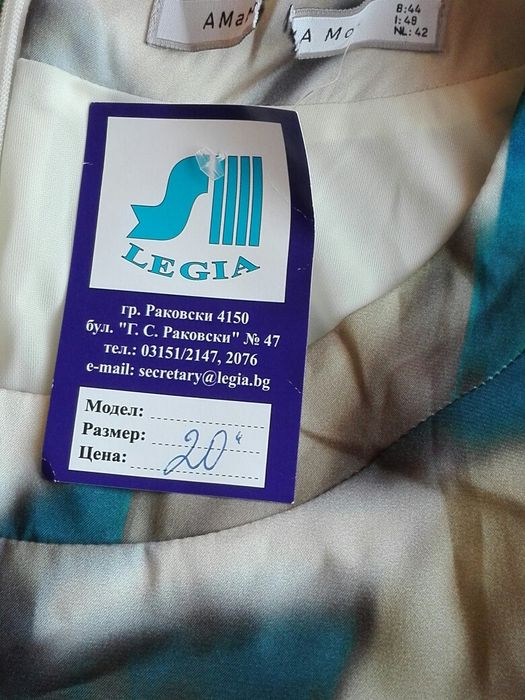 AMa
A Mo
B:44
I:48
NL:42
LEGIA
гр. Раковски 4150
бул. "Г. С. Раковски" № 47
тел.: 03151/2147, 2076
e-mail: secretary@legia.bg
Модел:
Размер:
Цена: 20